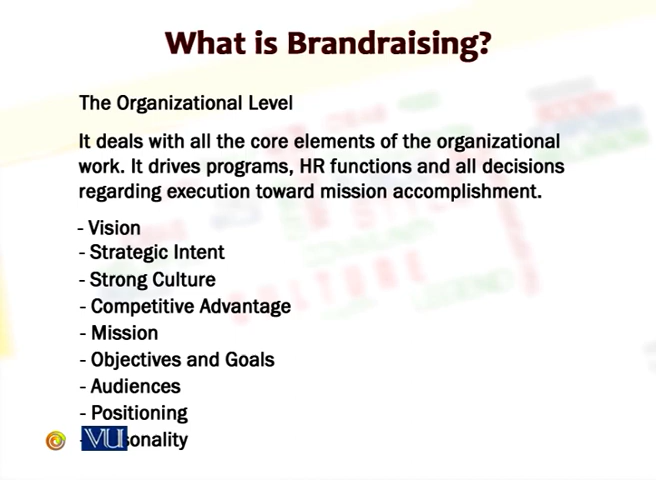 What is Brandraising?
The Organizational Level
It deals with all the core elements of the organizational
work. It drives programs, HR functions and all decisions
regarding execution toward mission accomplishment.
- Vision
- Strategic Intent
- Strong Culture
- Competitive Advantage
- Mission
- Objectives and Goals
- Audiences
- Positioning
- VU sonality